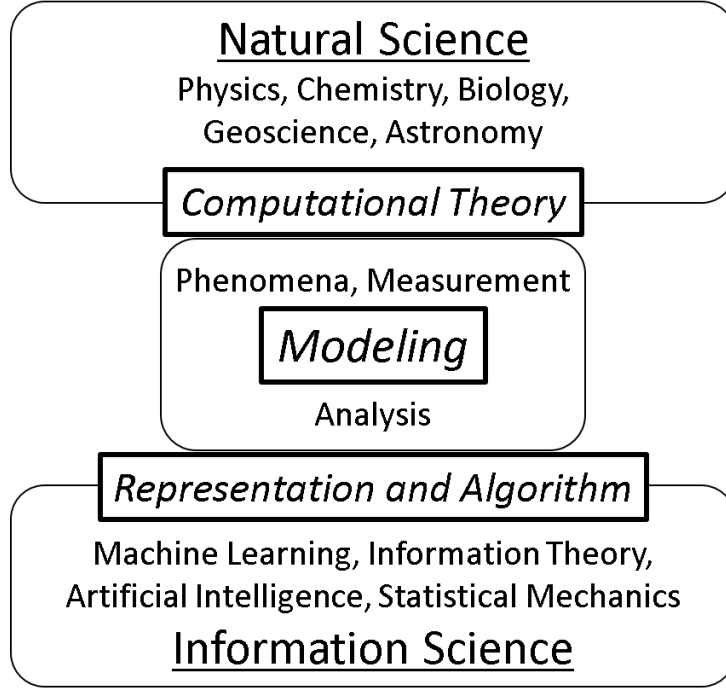 Natural Science
Physics, Chemistry, Biology,
Geoscience, Astronomy
Computational Theory
Phenomena, Measurement
Modeling
Analysis
Representation and Algorithm
Machine Learning, Information Theory,
Artificial Intelligence, Statistical Mechanics
Information Science